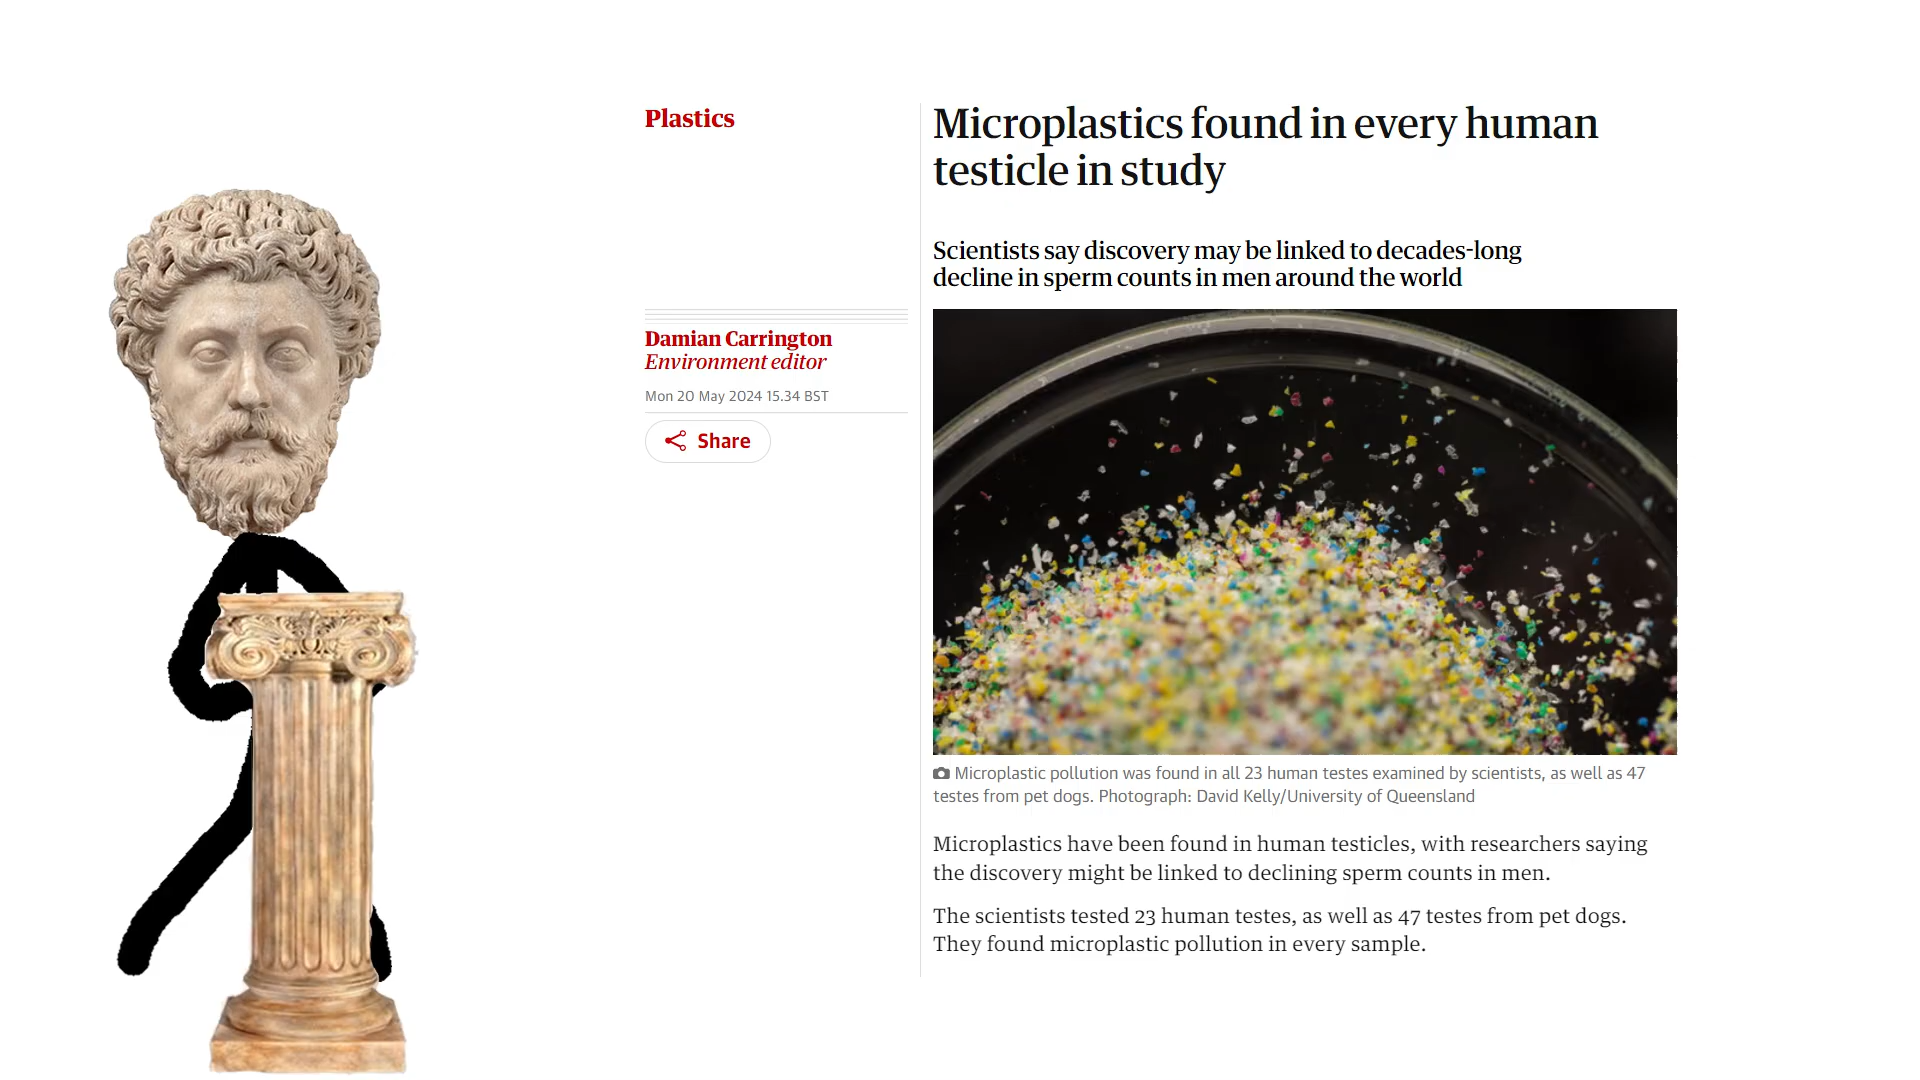 Plastics
Microplastics found in every human
testicle in study
Scientists say discovery may be linked to decades-long
decline in sperm counts in men around the world
Damian Carrington
Environment editor
Mon 20 May 2024 15.34 BST
Share
Microplastic pollution was found in all 23 human testes examined by scientists, as well as 47
testes from pet dogs. Photograph: David Kelly/University of Queensland
Microplastics have been found in human testicles, with researchers saying
the discovery might be linked to declining sperm counts in men.
The scientists tested 23 human testes, as well as 47 testes from pet dogs.
They found microplastic pollution in every sample.